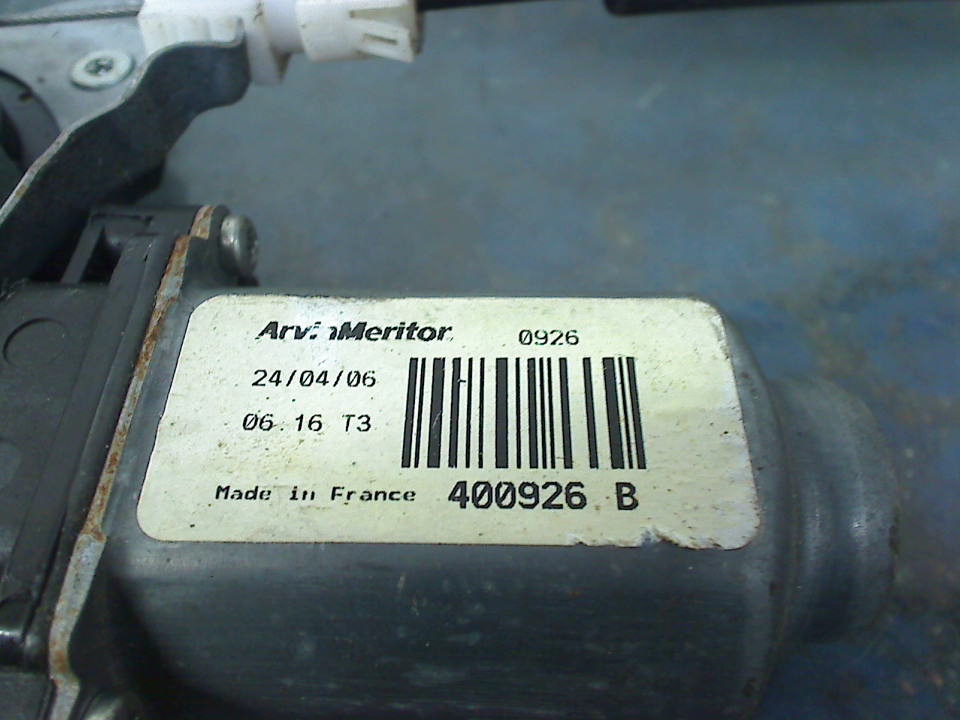 ArvinMeritor 0926
24/04/06
06.16 T3
Made in France 400926 B